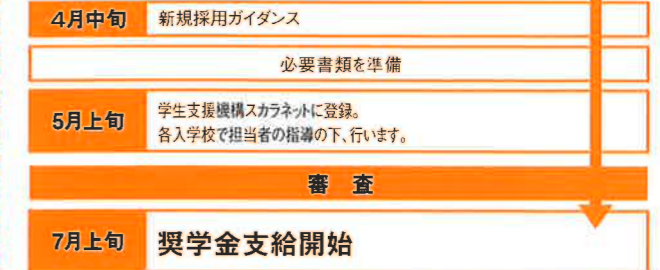 4月中旬 新規採用ガイダンス
必要書類を準備
5月上旬 学生支援機構スカラネットに登録。
各入学校で担当者の指導の下、行います。
審 査
7月上旬 奨学金支給開始